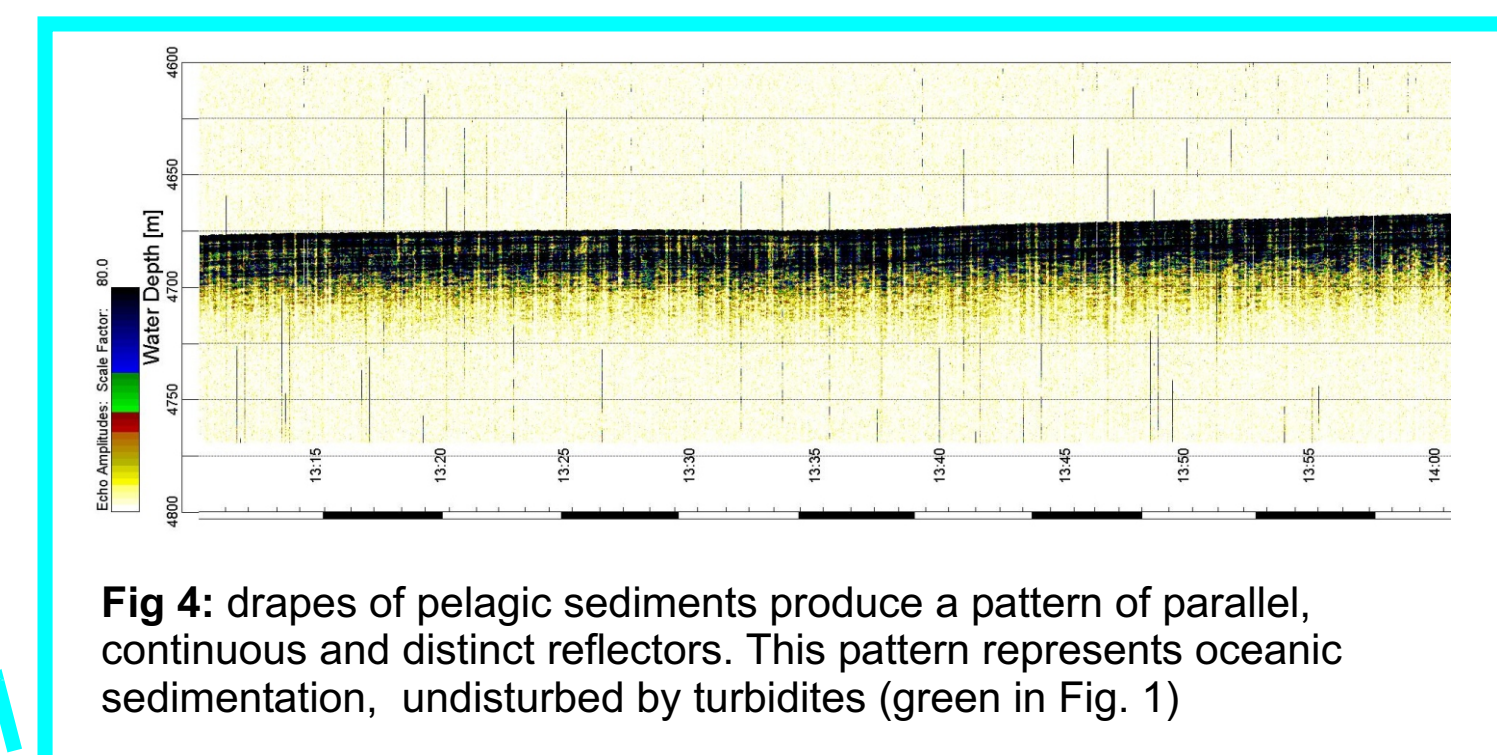 4600
4650
4700
4750
4800
Water Depth [m]
Echo Amplitudes: Scale Factor: 80.0
13:15 13:20 13:25 13:30 13:35 13:40 13:45 13:50 13:55 14:00
Fig 4: drapes of pelagic sediments produce a pattern of parallel,
continuous and distinct reflectors. This pattern represents oceanic
sedimentation, undisturbed by turbidites (green in Fig. 1)